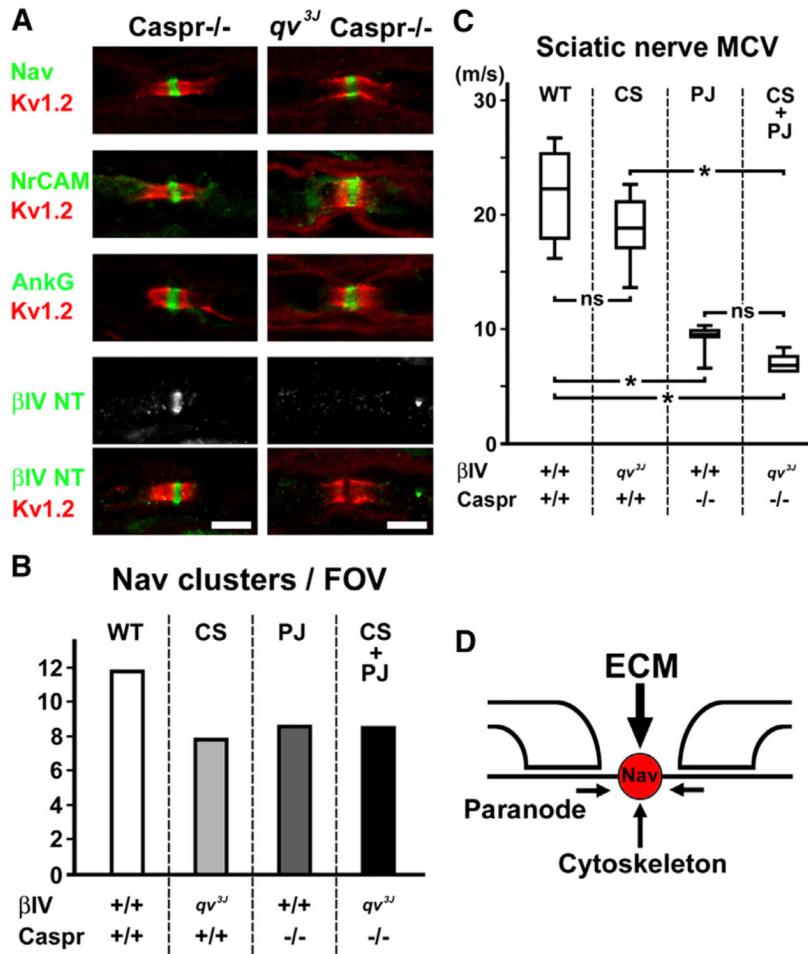 A
Caspr-/-
qv3J Caspr-/-
Nav
Kv1.2
NrCAM
Kv1.2
AnkG
Kv1.2
βIV NT
βIV NT
Kv1.2
B
Nav clusters / FOV
WT CS PJ CS + PJ
12
10
8
6
4
2
0
βIV +/+ qv3J +/+ qv3J
Caspr +/+ +/+ -/- -/-
C
Sciatic nerve MCV
(m/s)
WT CS PJ CS + PJ
30
20
10
0
*
ns
ns
*
*
βIV +/+ qv3J +/+ qv3J
Caspr +/+ +/+ -/- -/-
D
ECM
Nav
Paranode
Cytoskeleton